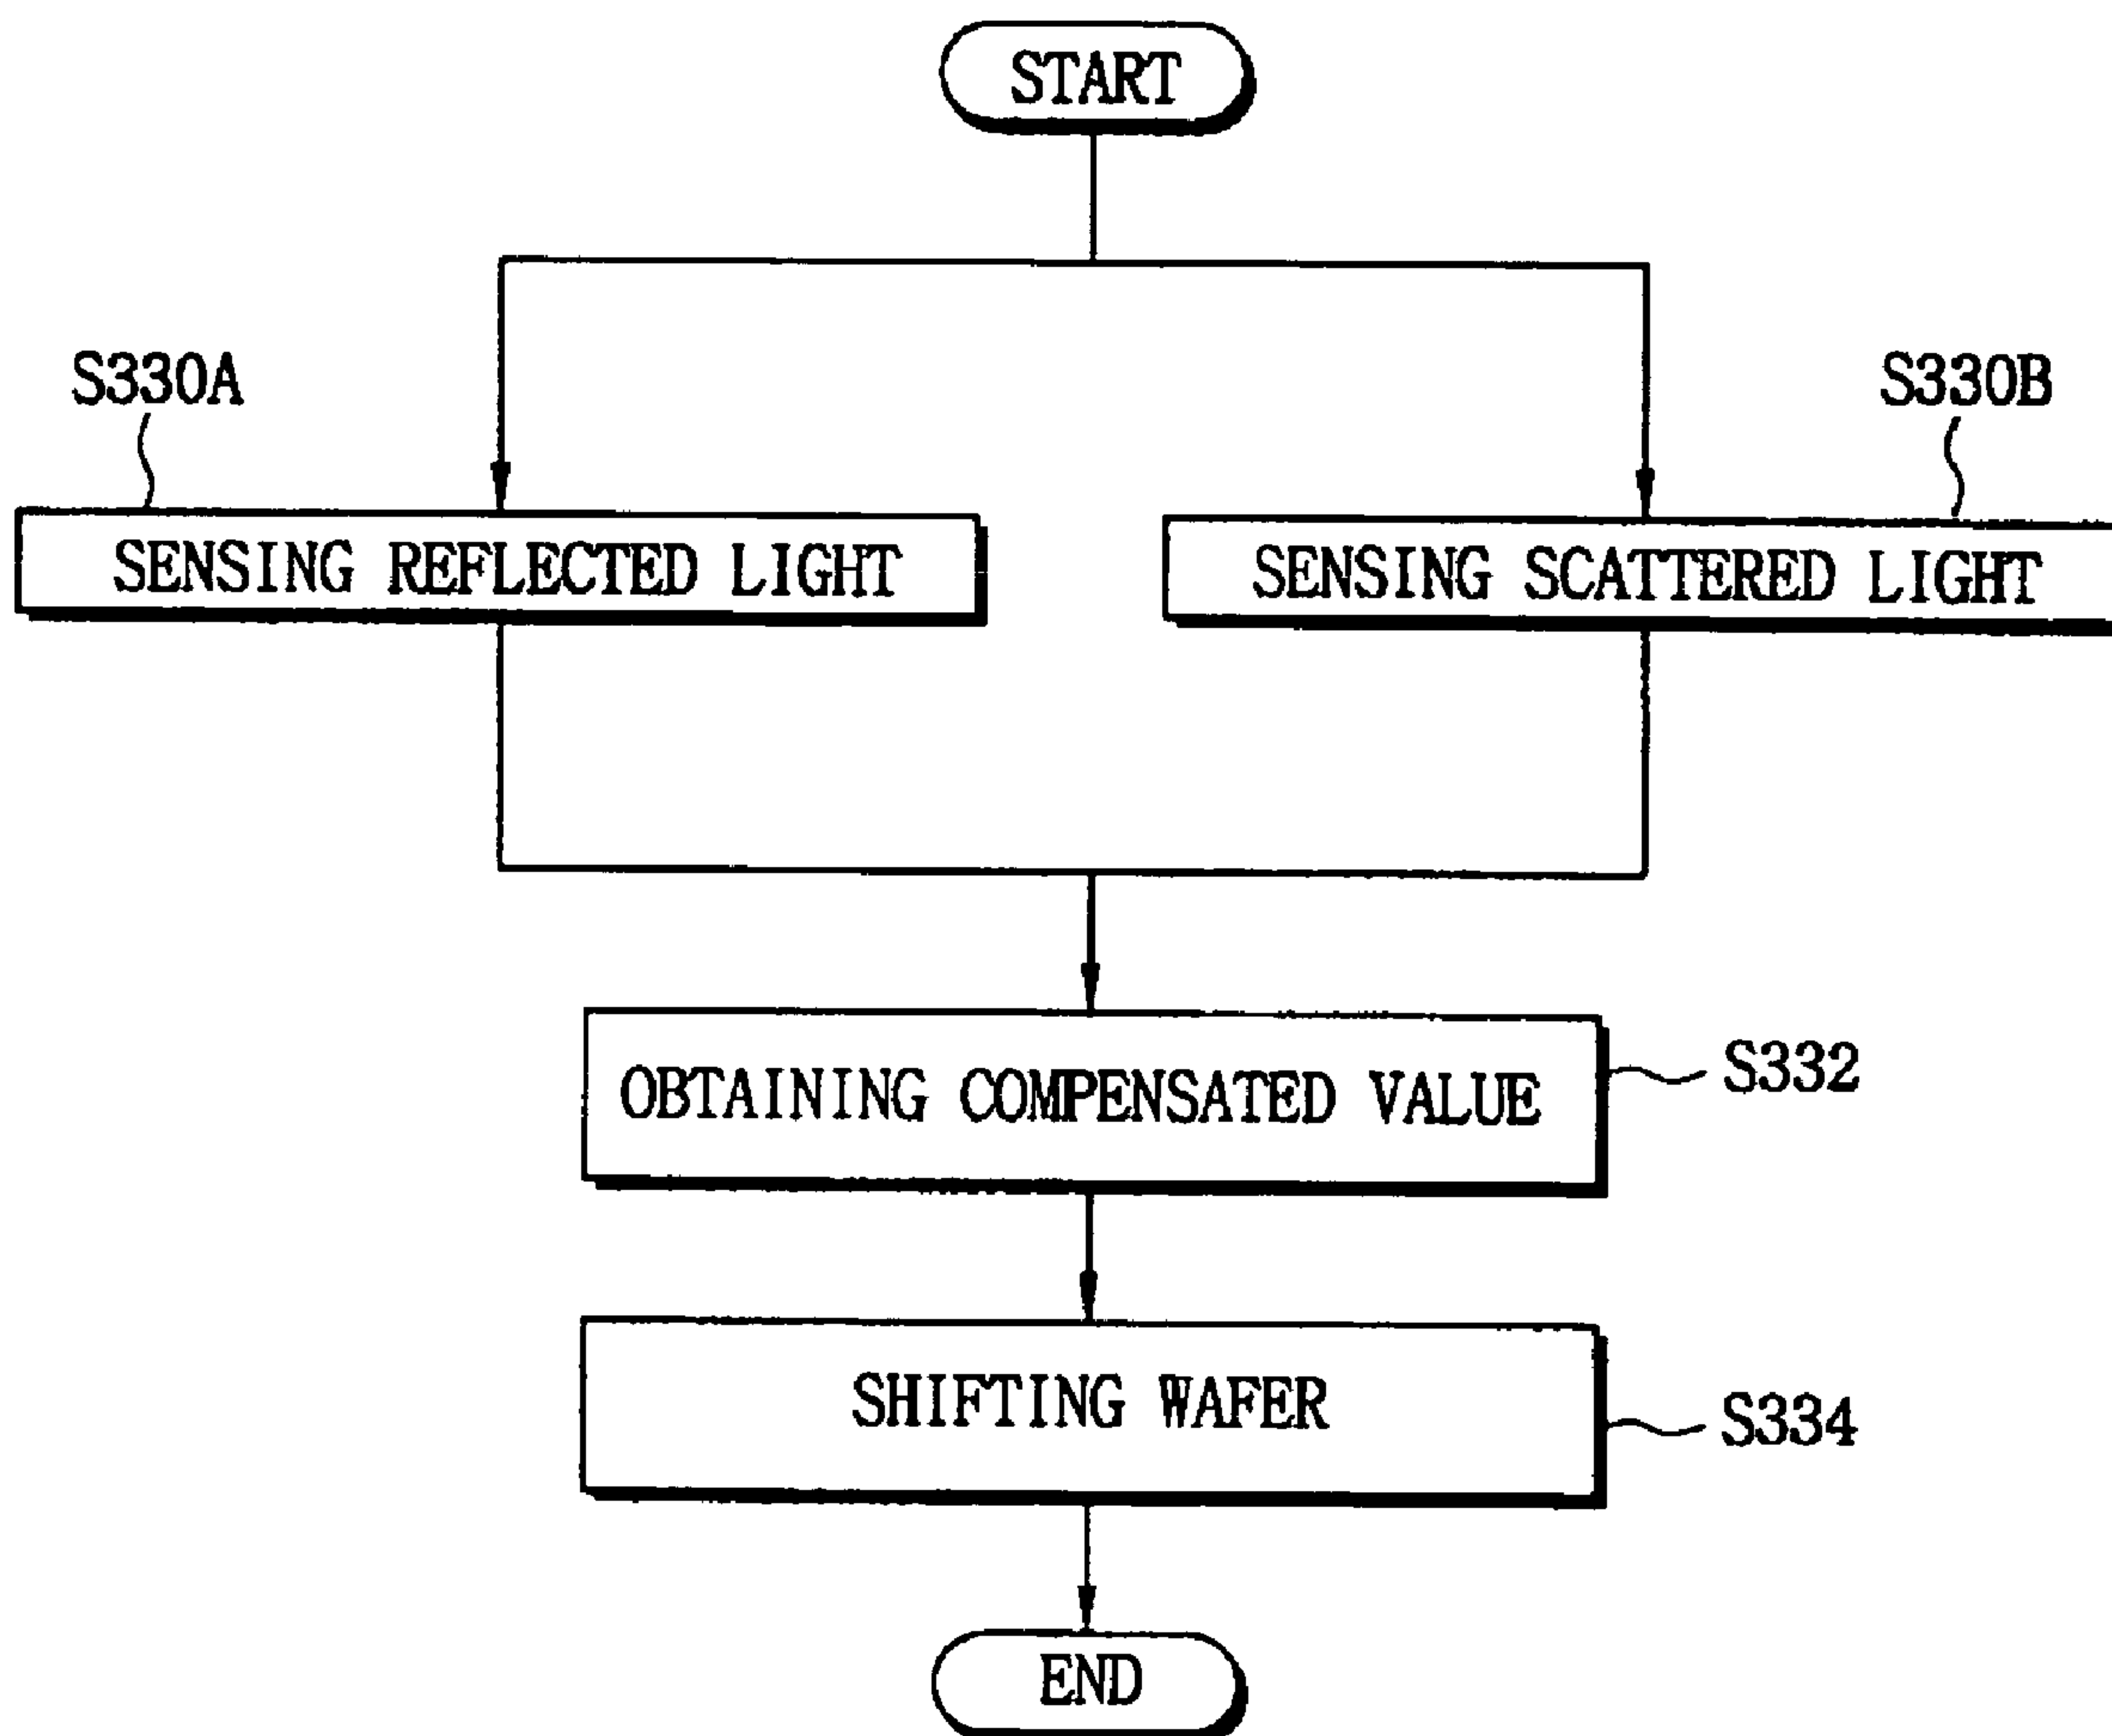 START
S330A
S330B
SENSING REFLECTED LIGHT
SENSING SCATTERED LIGHT
OBTAINING COMPENSATED VALUE
S332
SHIFTING WAFER
S334
END